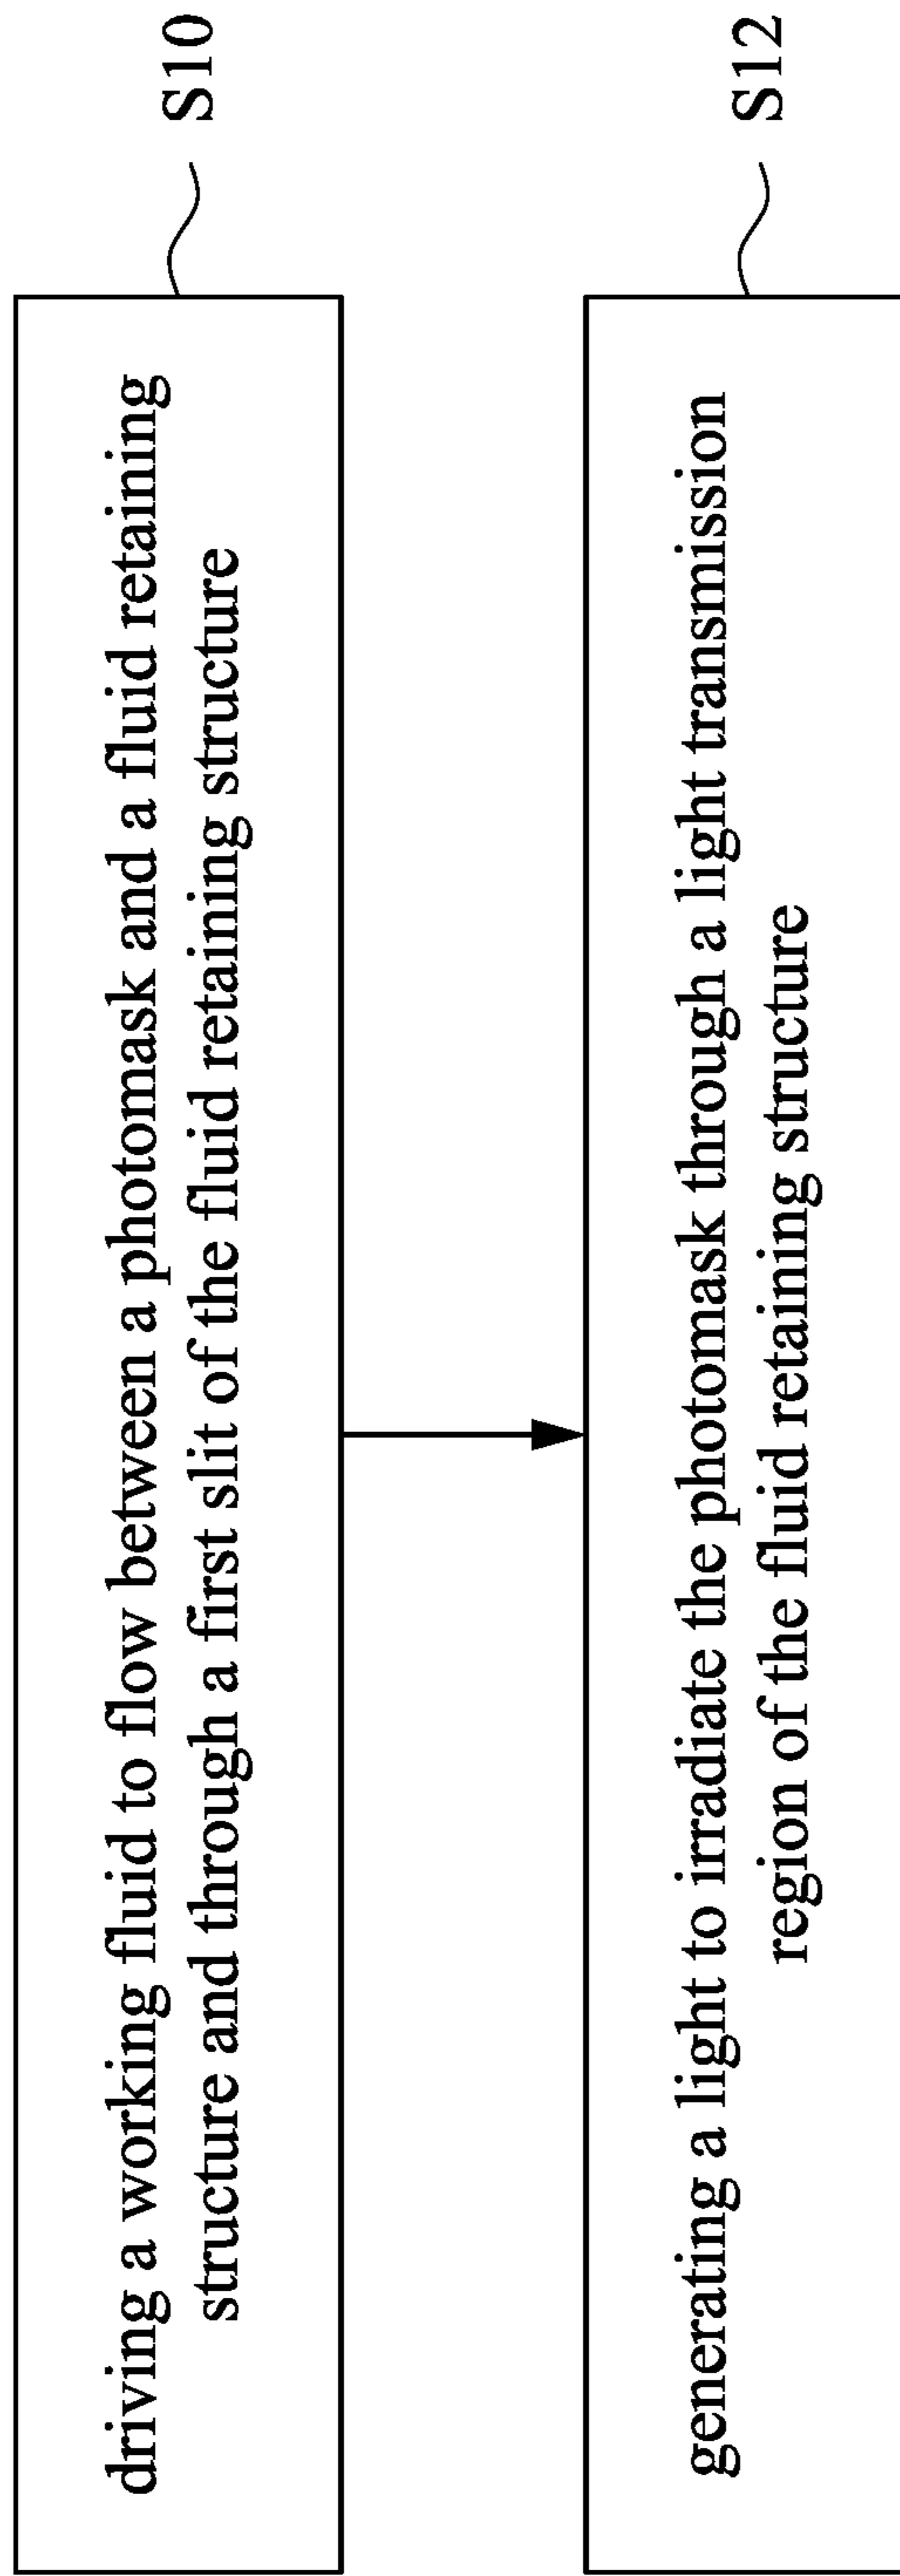 driving a working fluid to flow between a photomask and a fluid retaining
structure and through a first slit of the fluid retaining structure
S10
generating a light to irradiate the photomask through a light transmission
region of the fluid retaining structure
S12